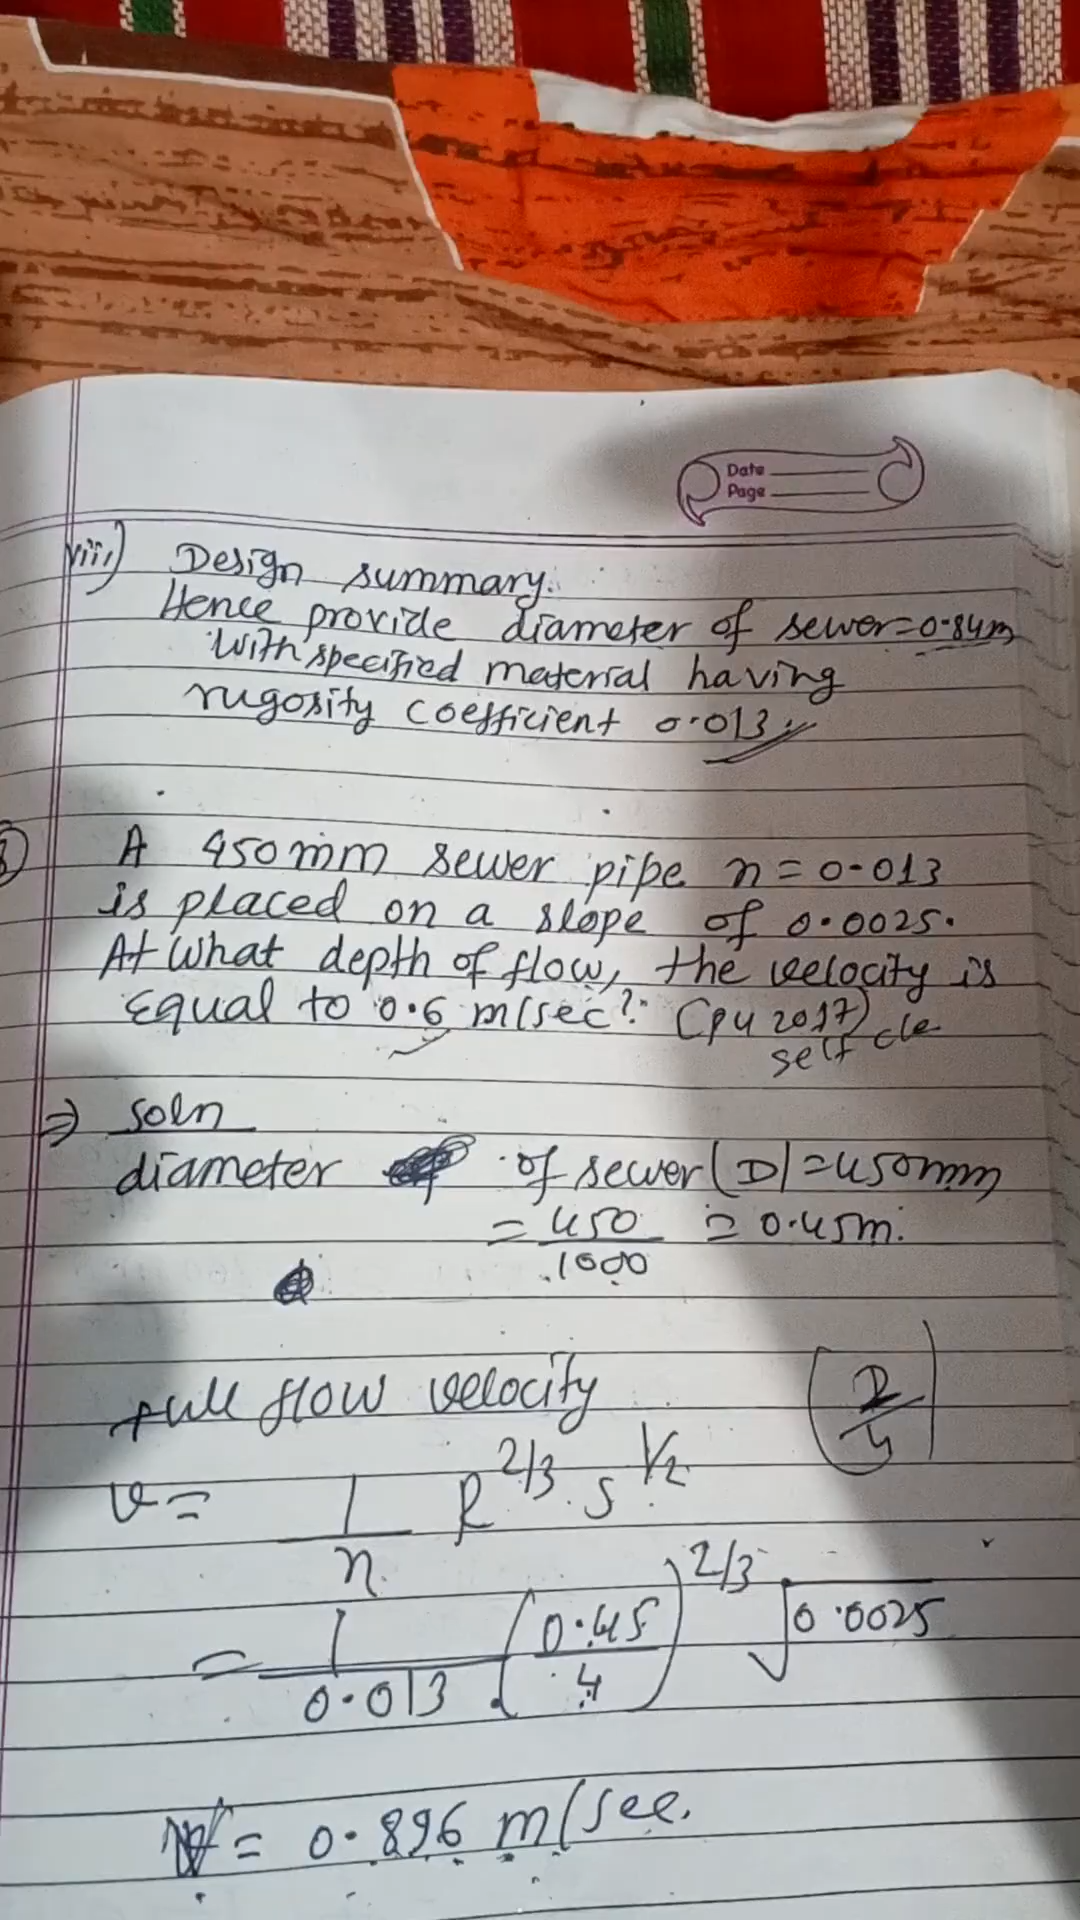 Date
Page
viii,) Design summary.
Hence provide diameter of sewer=0.84m
With specified material having
rugosity coefficient 0.013
A 450mm sewer pipe n=0.013
is placed on a slope of 0.0025.
At what depth of flow, the velocity is
equal to 0.6 m/sec? (pu 2017)
self cle
=> soln
diameter of sewer (D)=450mm
= 450/1000 = 0.45m.
full flow velocity (D/4)
v= 1/n R^2/3 . s^1/2
= 1/0.013 . (0.45/4)^2/3 √0.0025
V = 0.896 m/sec.